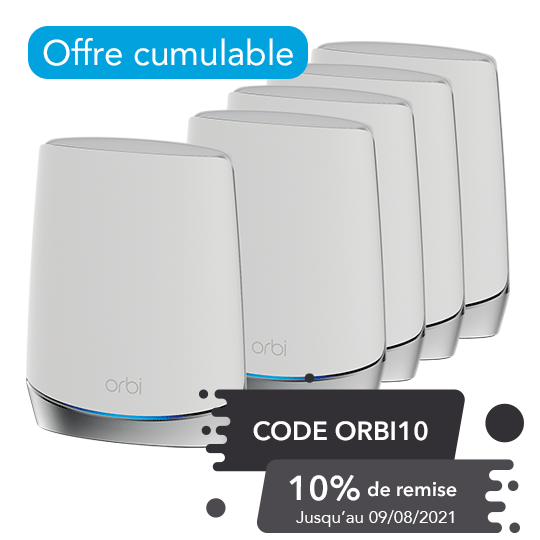 Offre cumulable
orbi
orbi
CODE ORBI10
10% de remise
Jusqu'au 09/08/2021